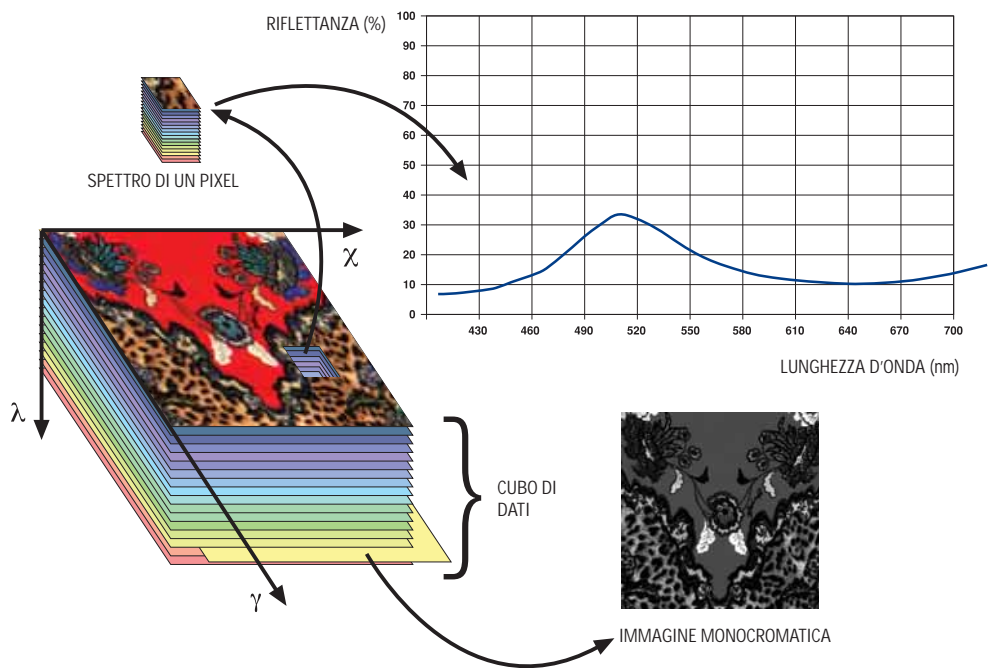 RIFLETTANZA (%)
100
90
80
70
60
50
40
30
20
10
0
430 460 490 520 550 580 610 640 670 700
LUNGHEZZA D'ONDA (nm)
SPETTRO DI UN PIXEL
χ
λ
γ
CUBO DI
DATI
IMMAGINE MONOCROMATICA